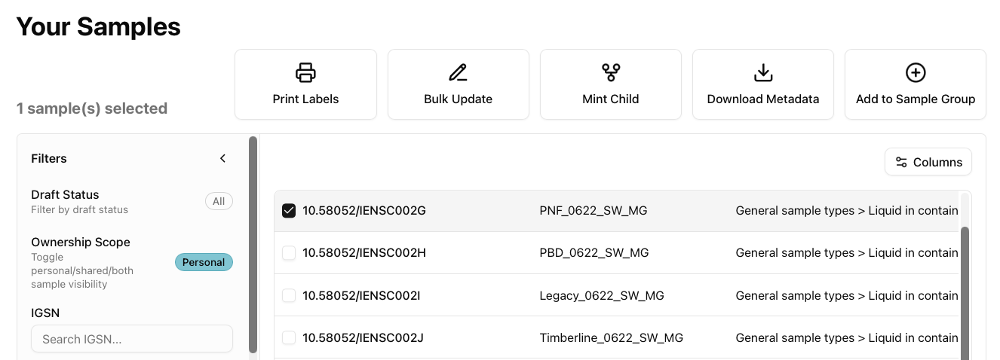 Your Samples
1 sample(s) selected
Print Labels
Bulk Update
Mint Child
Download Metadata
Add to Sample Group
Filters
Draft Status
Filter by draft status
All
Ownership Scope
Toggle
personal/shared/both
sample visibility
Personal
IGSN
Search IGSN...
Columns
10.58052/IENSC002G PNF_0622_SW_MG General sample types > Liquid in contain
10.58052/IENSC002H PBD_0622_SW_MG General sample types > Liquid in contain
10.58052/IENSC002I Legacy_0622_SW_MG General sample types > Liquid in contain
10.58052/IENSC002J Timberline_0622_SW_MG General sample types > Liquid in contain